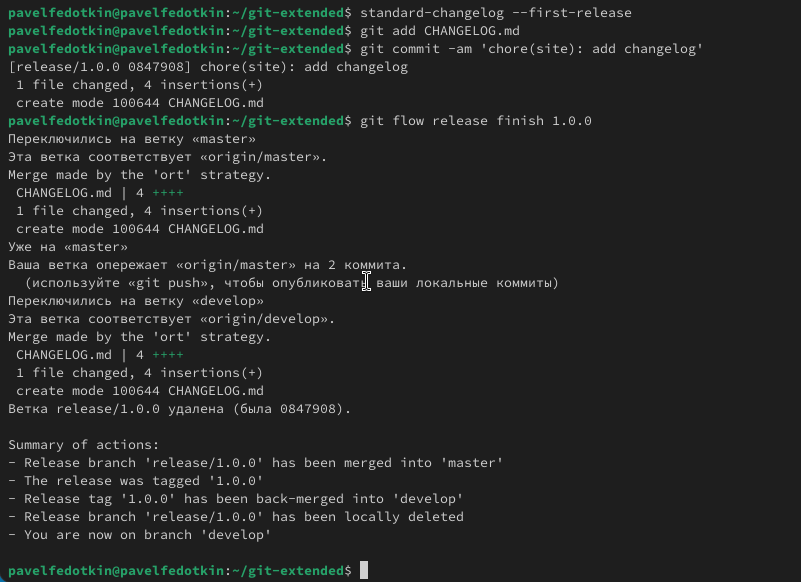 pavelfedotkin@pavelfedotkin:~/git-extended$ standard-changelog --first-release
pavelfedotkin@pavelfedotkin:~/git-extended$ git add CHANGELOG.md
pavelfedotkin@pavelfedotkin:~/git-extended$ git commit -am 'chore(site): add changelog'
[release/1.0.0 0847908] chore(site): add changelog
 1 file changed, 4 insertions(+)
 create mode 100644 CHANGELOG.md
pavelfedotkin@pavelfedotkin:~/git-extended$ git flow release finish 1.0.0
Переключились на ветку «master»
Эта ветка соответствует «origin/master».
Merge made by the 'ort' strategy.
 CHANGELOG.md | 4 ++++
 1 file changed, 4 insertions(+)
 create mode 100644 CHANGELOG.md
Уже на «master»
Ваша ветка опережает «origin/master» на 2 коммита.
  (используйте «git push», чтобы опубликовать ваши локальные коммиты)
Переключились на ветку «develop»
Эта ветка соответствует «origin/develop».
Merge made by the 'ort' strategy.
 CHANGELOG.md | 4 ++++
 1 file changed, 4 insertions(+)
 create mode 100644 CHANGELOG.md
Ветка release/1.0.0 удалена (была 0847908).

Summary of actions:
- Release branch 'release/1.0.0' has been merged into 'master'
- The release was tagged '1.0.0'
- Release tag '1.0.0' has been back-merged into 'develop'
- Release branch 'release/1.0.0' has been locally deleted
- You are now on branch 'develop'

pavelfedotkin@pavelfedotkin:~/git-extended$